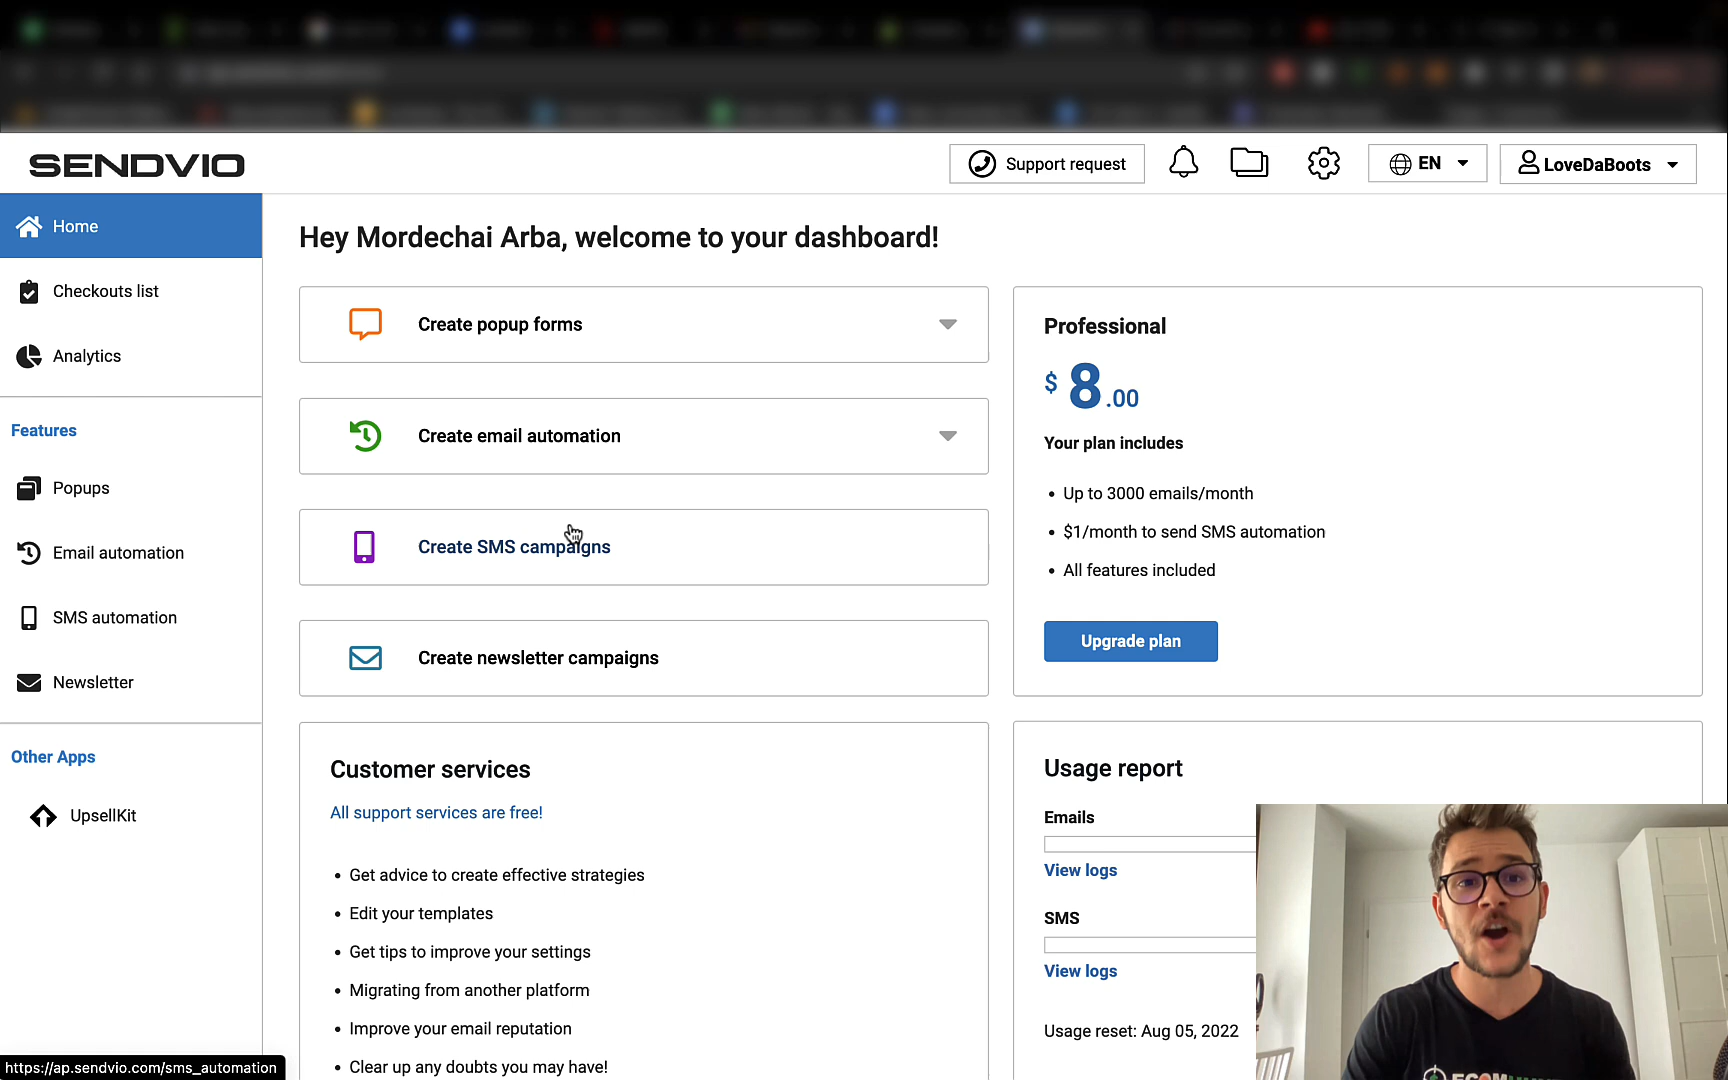 SENDVIO
Support request
EN
LoveDaBoots
Home
Checkouts list
Analytics
Features
Popups
Email automation
SMS automation
Newsletter
Other Apps
UpsellKit
Hey Mordechai Arba, welcome to your dashboard!
Create popup forms
Create email automation
Create SMS campaigns
Create newsletter campaigns
Professional
$ 8.00
Your plan includes
• Up to 3000 emails/month
• $1/month to send SMS automation
• All features included
Upgrade plan
Customer services
All support services are free!
• Get advice to create effective strategies
• Edit your templates
• Get tips to improve your settings
• Migrating from another platform
• Improve your email reputation
• Clear up any doubts you may have!
Usage report
Emails
View logs
SMS
View logs
Usage reset: Aug 05, 2022
https://ap.sendvio.com/sms_automation